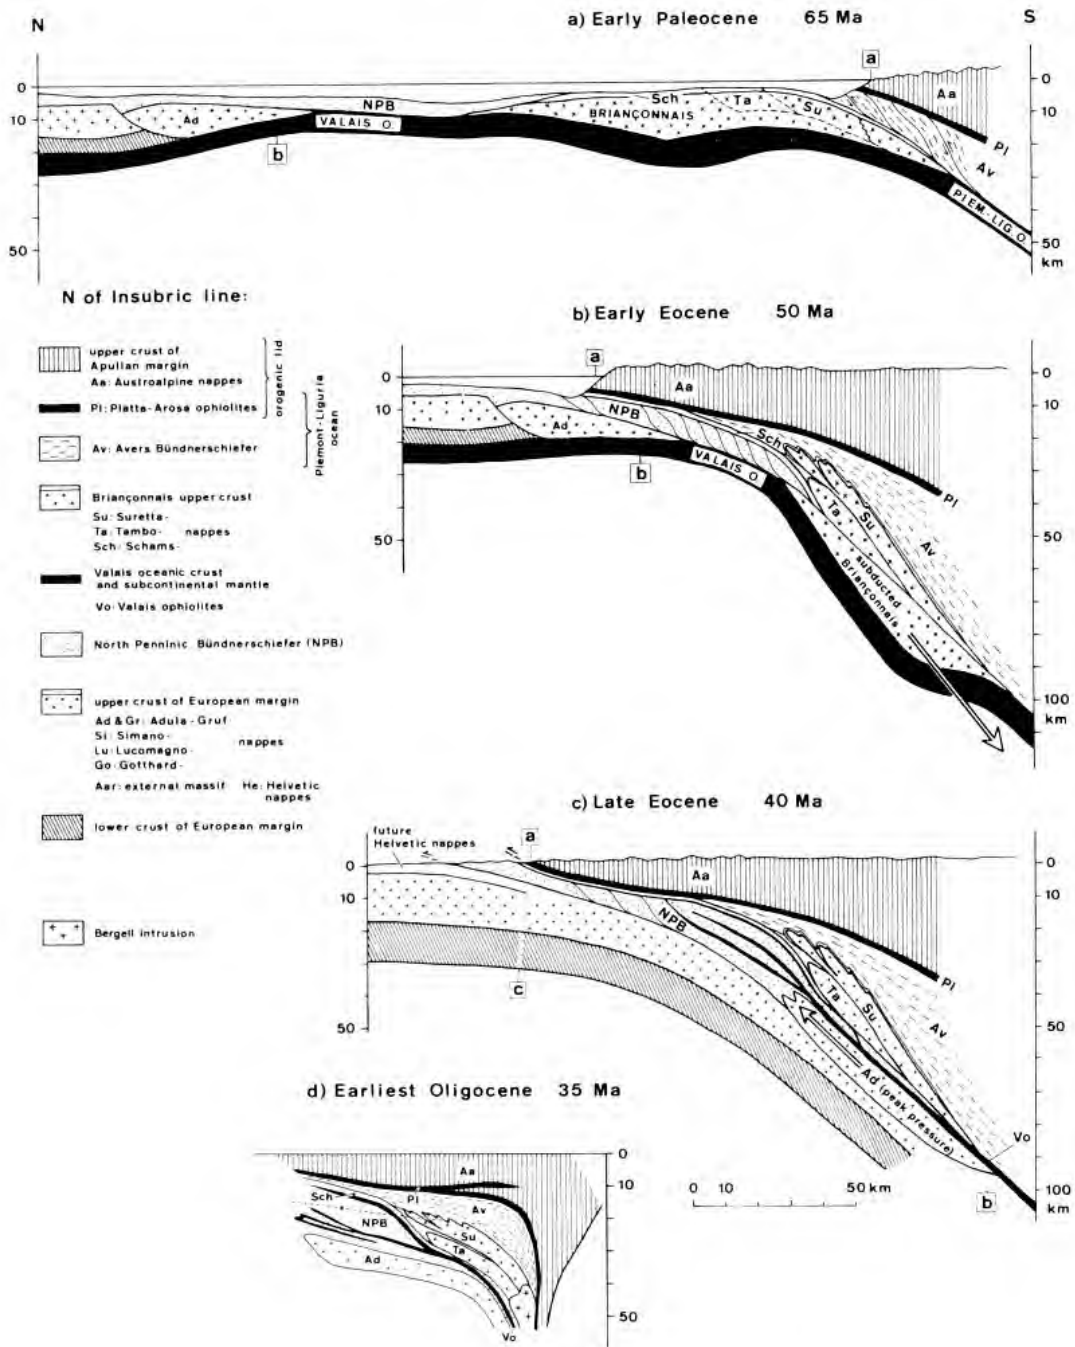 N
a) Early Paleocene 65 Ma
S
a
0
0
Aa
NPB
Sch
Ta
Su
10
10
Ad
VALAIS O.
BRIANÇONNAIS
Pl
b
Av
PIEM.-LIG.O.
50
50
km
N of Insubric line:
upper crust of
Apulian margin
Aa: Austroalpine nappes
Pl: Platta-Arosa ophiolites
orogenic lid
Av: Avers Bündnerschiefer
Piemont-Liguria
ocean
Briançonnais upper crust
Su: Suretta-
Ta: Tambo- nappes
Sch: Schams-
Valais oceanic crust
and subcontinental mantle
Vo: Valais ophiolites
North Penninic Bündnerschiefer (NPB)
upper crust of European margin
Ad & Gr: Adula-Gruf
Si: Simano-
Lu: Lucomagno- nappes
Go: Gotthard-
Aar: external massif He: Helvetic
nappes
lower crust of European margin
Bergell intrusion
b) Early Eocene 50 Ma
a
0
0
Aa
10
10
NPB
Ad
Sch
VALAIS O.
b
Pl
Ta
Su
50
50
Av
subducted
Briançonnais
100
km
c) Late Eocene 40 Ma
future
Helvetic nappes
a
0
0
Aa
10
10
NPB
Pl
c
Ta
Su
50
50
Av
Ad (peak pressure)
Vo
100
km
b
0 10 50 km
d) Earliest Oligocene 35 Ma
0
Aa
10
Sch
Pl
Av
NPB
Su
Ta
Ad
50
Vo